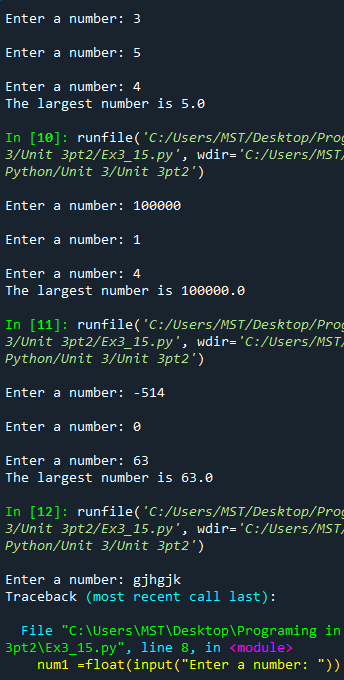 Enter a number: 3
Enter a number: 5
Enter a number: 4
The largest number is 5.0
In [10]: runfile('C:/Users/MST/Desktop/Prog
3/Unit 3pt2/Ex3_15.py', wdir='C:/Users/MST/
Python/Unit 3/Unit 3pt2')
Enter a number: 100000
Enter a number: 1
Enter a number: 4
The largest number is 100000.0
In [11]: runfile('C:/Users/MST/Desktop/Prog
3/Unit 3pt2/Ex3_15.py', wdir='C:/Users/MST/
Python/Unit 3/Unit 3pt2')
Enter a number: -514
Enter a number: 0
Enter a number: 63
The largest number is 63.0
In [12]: runfile('C:/Users/MST/Desktop/Prog
3/Unit 3pt2/Ex3_15.py', wdir='C:/Users/MST/
Python/Unit 3/Unit 3pt2')
Enter a number: gjhgjk
Traceback (most recent call last):
File "C:\Users\MST\Desktop\Programing in
3pt2\Ex3_15.py", line 8, in <module>
num1 =float(input("Enter a number: "))